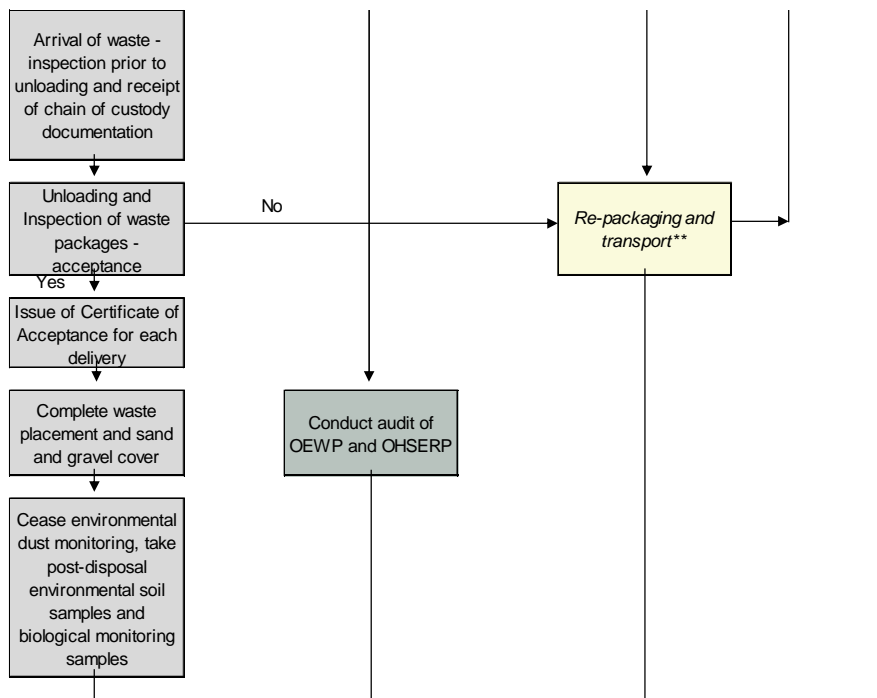 Arrival of waste -
inspection prior to
unloading and receipt
of chain of custody
documentation
Unloading and
Inspection of waste
packages -
acceptance
No
Re-packaging and
transport**
Yes
Issue of Certificate of
Acceptance for each
delivery
Complete waste
placement and sand
and gravel cover
Conduct audit of
OEWP and OHSERP
Cease environmental
dust monitoring, take
post-disposal
environmental soil
samples and
biological monitoring
samples